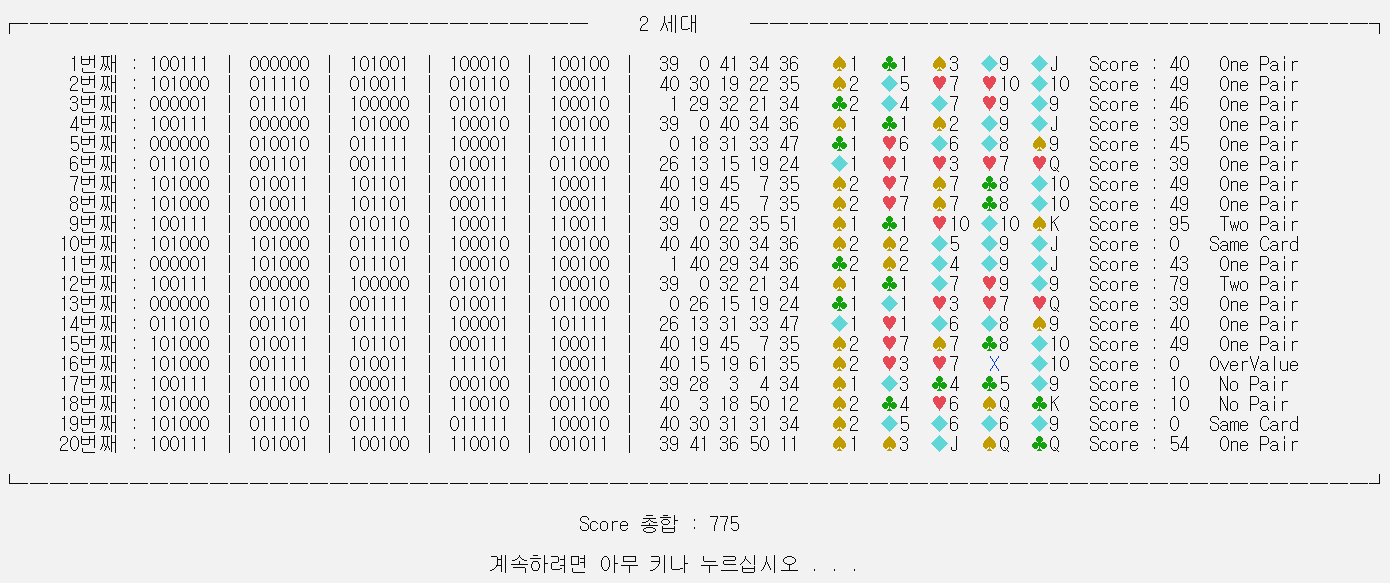 2 세대
1번째 : 100111 | 000000 | 101001 | 100010 | 100100 | 39 0 41 34 36 ♠1 ♣1 ♠3 ◆9 ◆J Score : 40 One Pair
2번째 : 101000 | 011110 | 010011 | 010110 | 100011 | 40 30 19 22 35 ♠2 ◆5 ♥7 ♥10 ◆10 Score : 49 One Pair
3번째 : 000001 | 011101 | 100000 | 010101 | 100010 | 1 29 32 21 34 ♣2 ◆4 ◆7 ♥9 ◆9 Score : 46 One Pair
4번째 : 100111 | 000000 | 101000 | 100010 | 100100 | 39 0 40 34 36 ♠1 ♣1 ♠2 ◆9 ◆J Score : 39 One Pair
5번째 : 000000 | 010010 | 011111 | 100001 | 101111 | 0 18 31 33 47 ♣1 ♥6 ◆6 ◆8 ♠9 Score : 45 One Pair
6번째 : 011010 | 001101 | 001111 | 010011 | 011000 | 26 13 15 19 24 ◆1 ♥1 ♥3 ♥7 ♥Q Score : 39 One Pair
7번째 : 101000 | 010011 | 101101 | 000111 | 100011 | 40 19 45 7 35 ♠2 ♥7 ♠7 ♣8 ◆10 Score : 49 One Pair
8번째 : 101000 | 010011 | 101101 | 000111 | 100011 | 40 19 45 7 35 ♠2 ♥7 ♠7 ♣8 ◆10 Score : 49 One Pair
9번째 : 100111 | 000000 | 010110 | 100011 | 110011 | 39 0 22 35 51 ♠1 ♣1 ♥10 ◆10 ♠K Score : 95 Two Pair
10번째 : 101000 | 101000 | 011110 | 100010 | 100100 | 40 40 30 34 36 ♠2 ♠2 ◆5 ◆9 ◆J Score : 0 Same Card
11번째 : 000001 | 101000 | 011101 | 100010 | 100100 | 1 40 29 34 36 ♣2 ♠2 ◆4 ◆9 ◆J Score : 43 One Pair
12번째 : 100111 | 000000 | 100000 | 010101 | 100010 | 39 0 32 21 34 ♠1 ♣1 ◆7 ♥9 ◆9 Score : 79 Two Pair
13번째 : 000000 | 011010 | 001111 | 010011 | 011000 | 0 26 15 19 24 ♣1 ◆1 ♥3 ♥7 ♥Q Score : 39 One Pair
14번째 : 011010 | 001101 | 011111 | 100001 | 101111 | 26 13 31 33 47 ◆1 ♥1 ◆6 ◆8 ♠9 Score : 40 One Pair
15번째 : 101000 | 010011 | 101101 | 000111 | 100011 | 40 19 45 7 35 ♠2 ♥7 ♠7 ♣8 ◆10 Score : 49 One Pair
16번째 : 101000 | 001111 | 010011 | 111101 | 100011 | 40 15 19 61 35 ♠2 ♥3 ♥7 X ◆10 Score : 0 OverValue
17번째 : 100111 | 011100 | 000011 | 000100 | 100010 | 39 28 3 4 34 ♠1 ◆3 ♣4 ♣5 ◆9 Score : 10 No Pair
18번째 : 101000 | 000011 | 010010 | 110010 | 001100 | 40 3 18 50 12 ♠2 ♣4 ♥6 ♠Q ♣K Score : 10 No Pair
19번째 : 101000 | 011110 | 011111 | 011111 | 100010 | 40 30 31 31 34 ♠2 ◆5 ◆6 ◆6 ◆9 Score : 0 Same Card
20번째 : 100111 | 101001 | 100100 | 110010 | 001011 | 39 41 36 50 11 ♠1 ♠3 ◆J ♠Q ♣Q Score : 54 One Pair
Score 총합 : 775
계속하려면 아무 키나 누르십시오 . . .